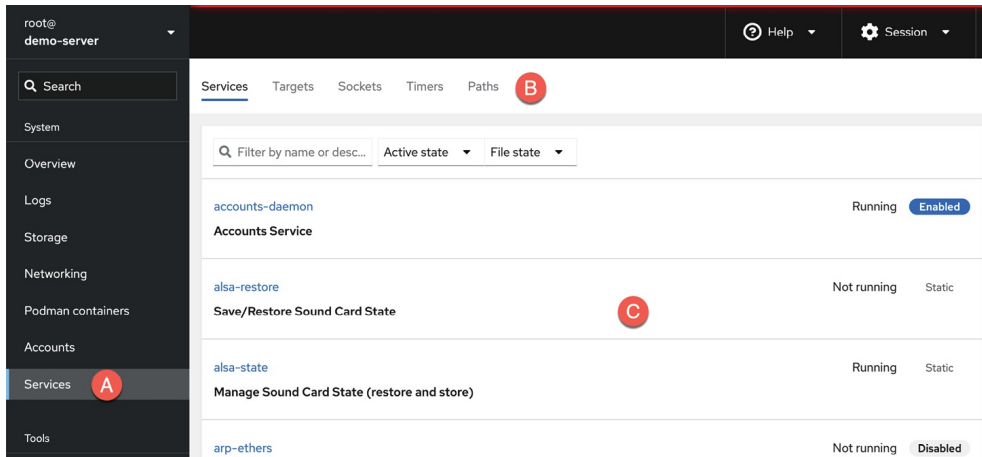 root@
demo-server
Help
Session
Search
System
Overview
Logs
Storage
Networking
Podman containers
Accounts
Services
A
Tools
Services Targets Sockets Timers Paths B
Filter by name or desc... Active state File state
accounts-daemon Running Enabled
Accounts Service
alsa-restore Not running Static
Save/Restore Sound Card State C
alsa-state Running Static
Manage Sound Card State (restore and store)
arp-ethers Not running Disabled